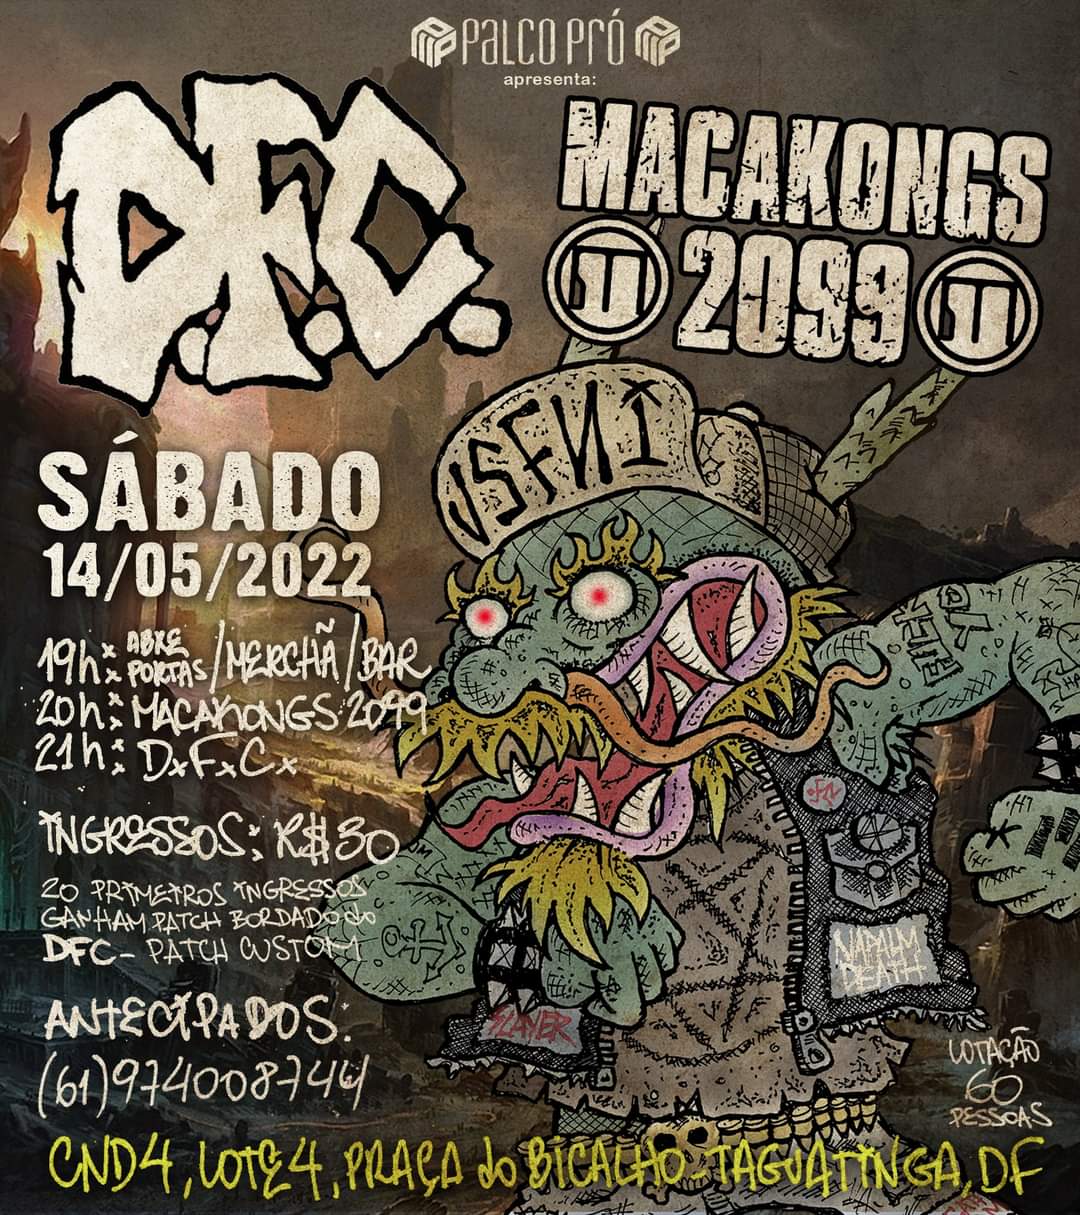 PALCO PRÓ
apresenta:
D.F.C.
MACAKONGS
2099
SÁBADO
14/05/2022
19h: ABRE PORTAS/MERCHÃ/BAR
20h: MACAKONGS 2099
21h: DxFxCx
INGRESSOS: R$30
20 PRIMEIROS INGRESSOS
GANHAM PATCH BORDADO do
DFC - PATCH CUSTOM
ANTECIPADOS:
(61)974008744
NAPALM
DEATH
SLAYER
LOTAÇÃO
60
PESSOAS
CND4, LOTE4, PRAÇA do BICALHO. TAGUATINGA, DF